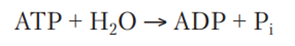 ATP + H₂O → ADP + Pᵢ